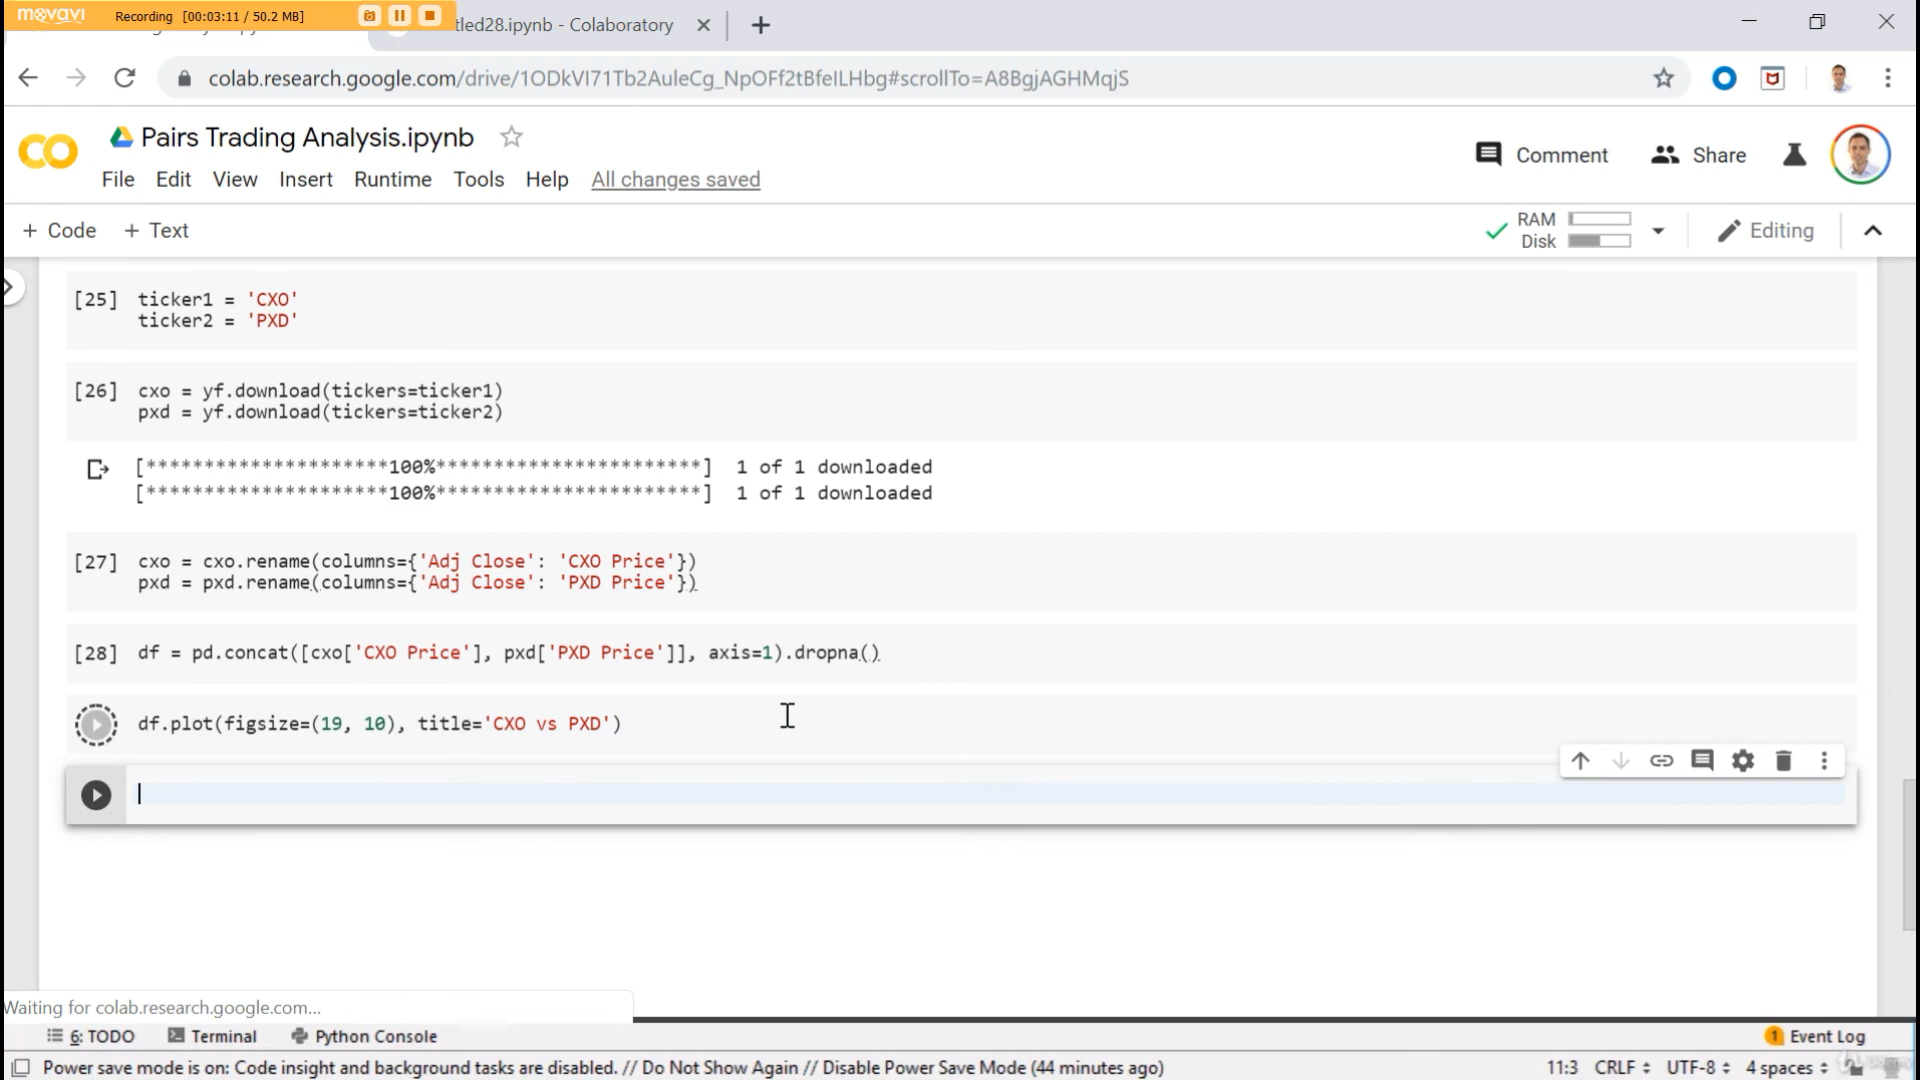 movavi Recording [00:03:11 / 50.2 MB]
tled28.ipynb - Colaboratory
colab.research.google.com/drive/1ODkVI71Tb2AuleCg_NpOFf2tBfeILHbg#scrollTo=A8BgjAGHMqjS
CO Pairs Trading Analysis.ipynb
Comment Share
File Edit View Insert Runtime Tools Help All changes saved
+ Code + Text RAM Editing
Disk
[25] ticker1 = 'CXO'
ticker2 = 'PXD'
[26] cxo = yf.download(tickers=ticker1)
pxd = yf.download(tickers=ticker2)
[*********************100%***********************] 1 of 1 downloaded
[*********************100%***********************] 1 of 1 downloaded
[27] cxo = cxo.rename(columns={'Adj Close': 'CXO Price'})
pxd = pxd.rename(columns={'Adj Close': 'PXD Price'})
[28] df = pd.concat([cxo['CXO Price'], pxd['PXD Price']], axis=1).dropna()
df.plot(figsize=(19, 10), title='CXO vs PXD')
Waiting for colab.research.google.com...
6: TODO Terminal Python Console 1 Event Log
Power save mode is on: Code insight and background tasks are disabled. // Do Not Show Again // Disable Power Save Mode (44 minutes ago) 11:3 CRLF UTF-8 4 spaces